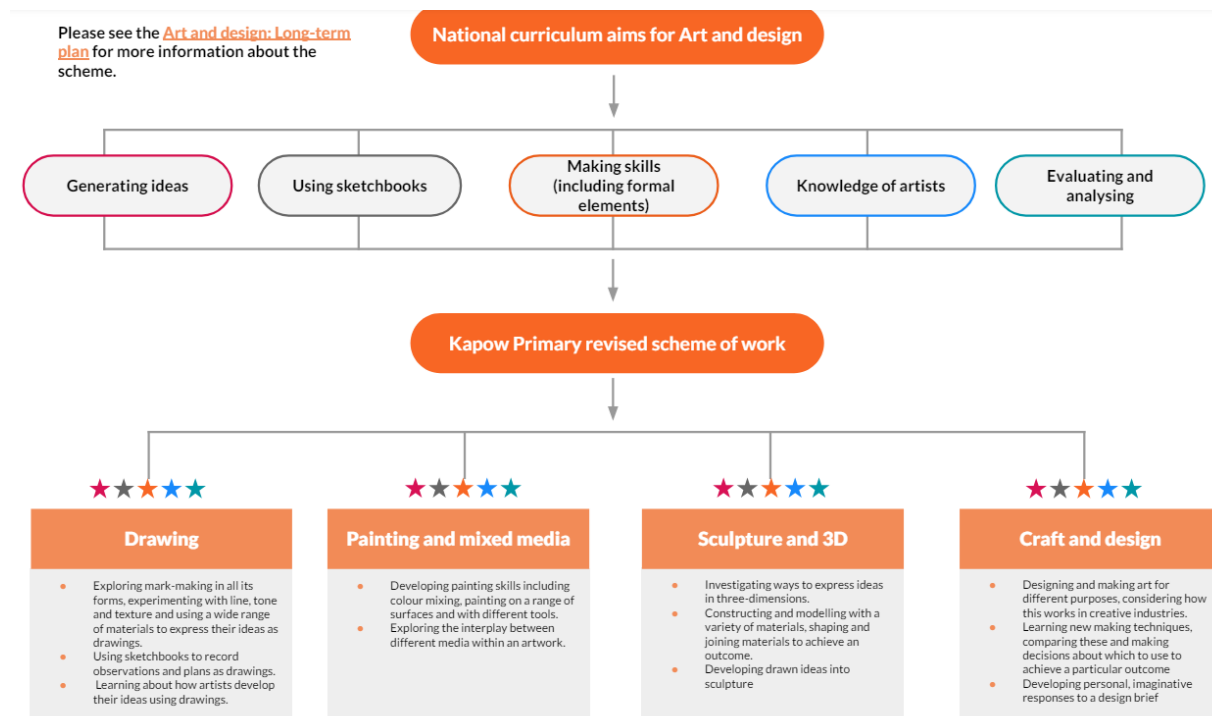 Please see the Art and design: Long-term
plan for more information about the
scheme.
National curriculum aims for Art and design
Generating ideas
Using sketchbooks
Making skills
(including formal
elements)
Knowledge of artists
Evaluating and
analysing
Kapow Primary revised scheme of work
Drawing
● Exploring mark-making in all its
forms, experimenting with line, tone
and texture and using a wide range
of materials to express their ideas as
drawings.
● Using sketchbooks to record
observations and plans as drawings.
● Learning about how artists develop
their ideas using drawings.
Painting and mixed media
● Developing painting skills including
colour mixing, painting on a range of
surfaces and with different tools.
● Exploring the interplay between
different media within an artwork.
Sculpture and 3D
● Investigating ways to express ideas
in three-dimensions.
● Constructing and modelling with a
variety of materials, shaping and
joining materials to achieve an
outcome.
● Developing drawn ideas into
sculpture
Craft and design
● Designing and making art for
different purposes, considering how
this works in creative industries.
● Learning new making techniques,
comparing these and making
decisions about which to use to
achieve a particular outcome
● Developing personal, imaginative
responses to a design brief